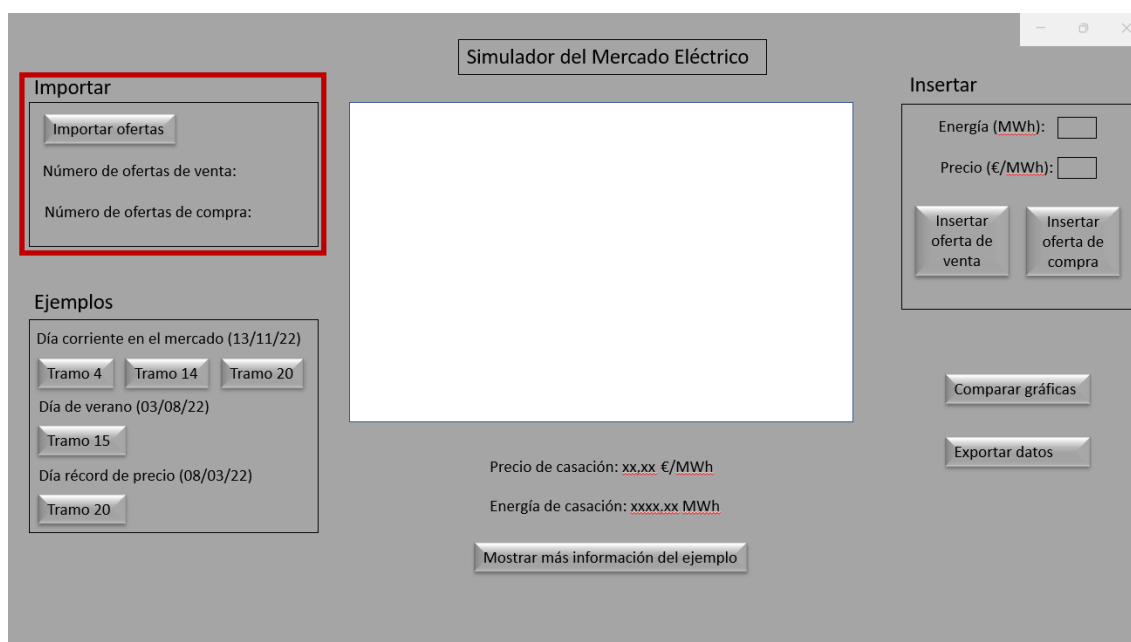 Simulador del Mercado Eléctrico
Importar
Importar ofertas
Número de ofertas de venta:
Número de ofertas de compra:
Ejemplos
Día corriente en el mercado (13/11/22)
Tramo 4
Tramo 14
Tramo 20
Día de verano (03/08/22)
Tramo 15
Día récord de precio (08/03/22)
Tramo 20
Precio de casación: xx,xx €/MWh
Energía de casación: xxxx,xx MWh
Mostrar más información del ejemplo
Insertar
Energía (MWh):
Precio (€/MWh):
Insertar
oferta de
venta
Insertar
oferta de
compra
Comparar gráficas
Exportar datos